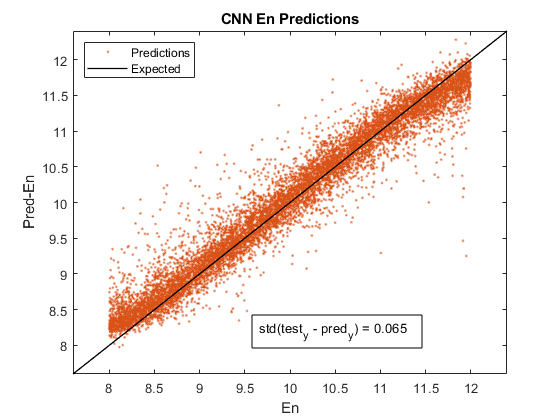 CNN En Predictions
Predictions
Expected
Pred-En
12
11.5
11
10.5
10
9.5
9
8.5
8
std(test_y - pred_y) = 0.065
8 8.5 9 9.5 10 10.5 11 11.5 12
En